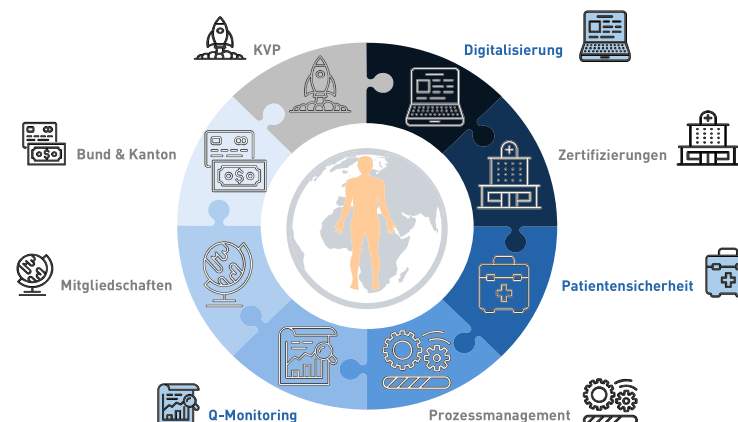 KVP
Digitalisierung
Bund & Kanton
Zertifizierungen
Mitgliedschaften
Patientensicherheit
Q-Monitoring
Prozessmanagement